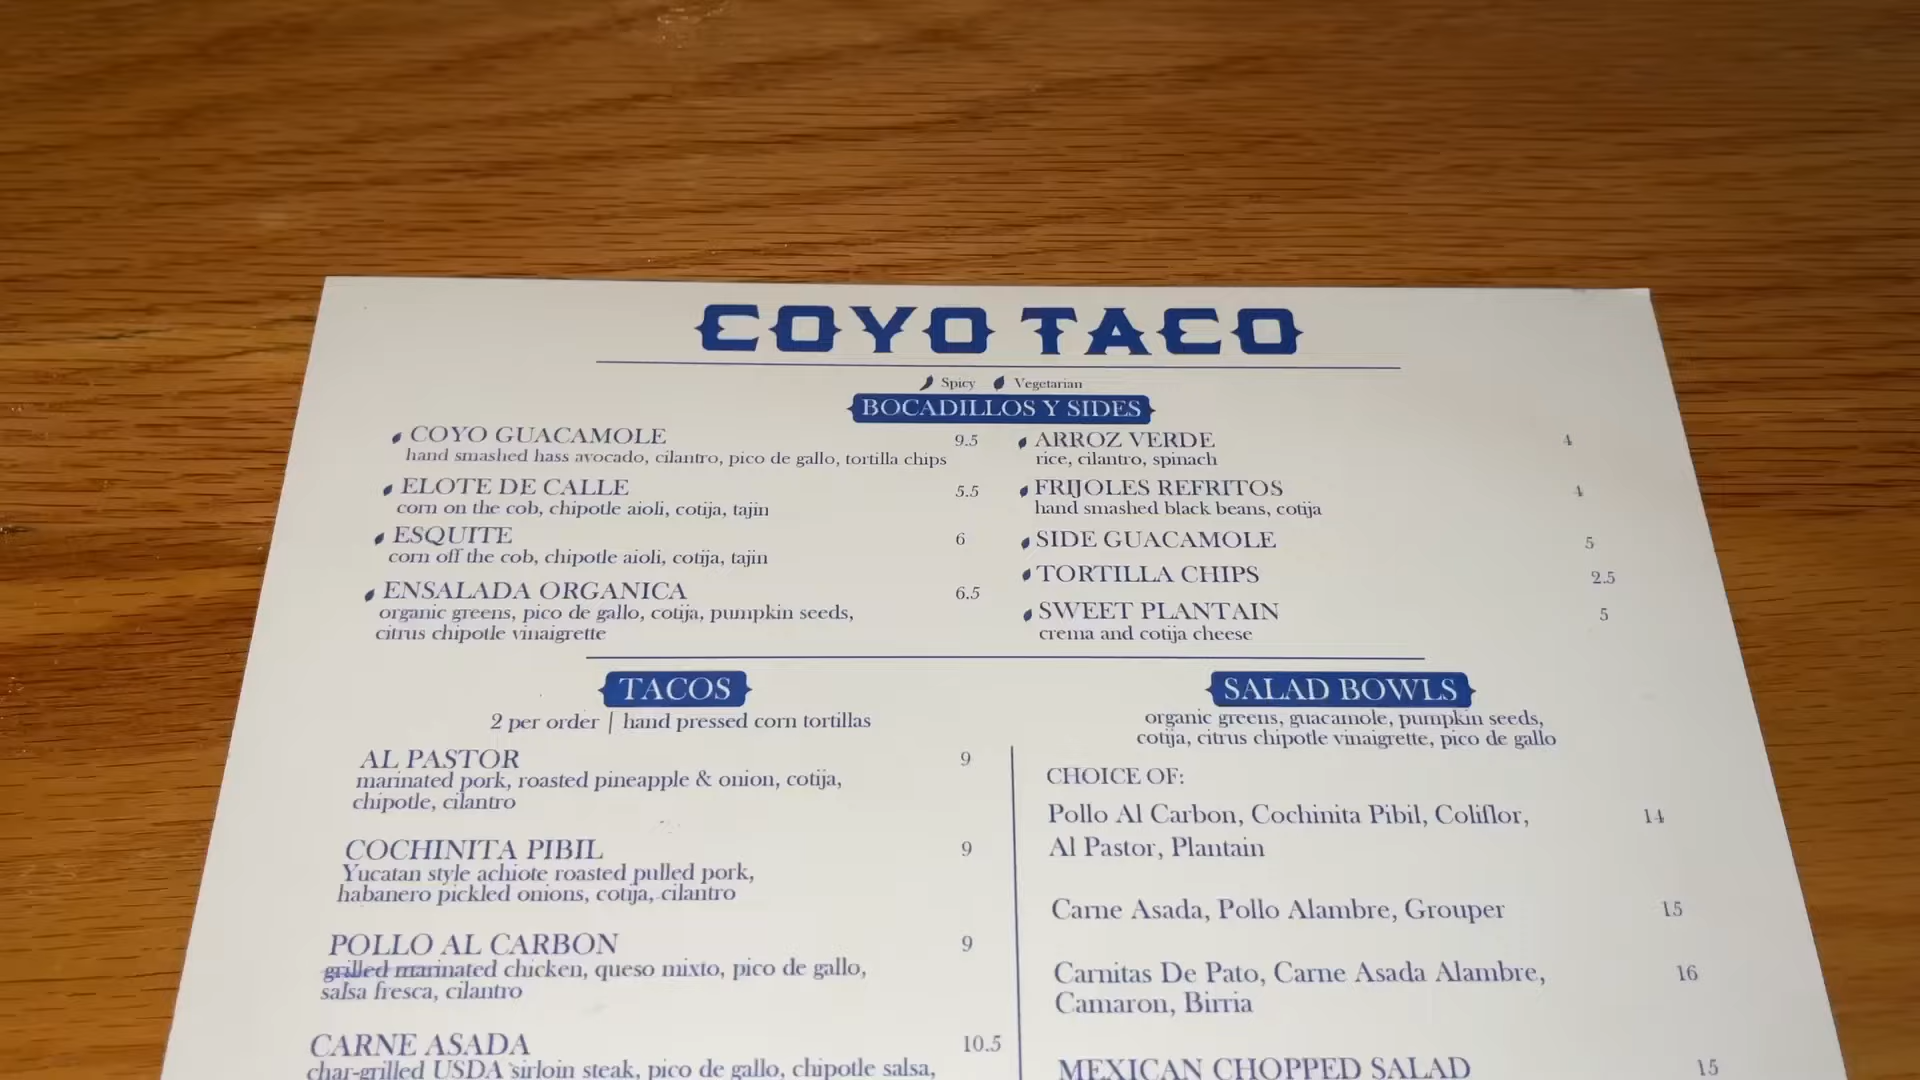 COYO TACO
Spicy Vegetarian
BOCADILLOS Y SIDES
COYO GUACAMOLE 9.5
hand smashed hass avocado, cilantro, pico de gallo, tortilla chips
ELOTE DE CALLE 5.5
corn on the cob, chipotle aioli, cotija, tajin
ESQUITE 6
corn off the cob, chipotle aioli, cotija, tajin
ENSALADA ORGANICA 6.5
organic greens, pico de gallo, cotija, pumpkin seeds,
citrus chipotle vinaigrette
ARROZ VERDE 4
rice, cilantro, spinach
FRIJOLES REFRITOS 4
hand smashed black beans, cotija
SIDE GUACAMOLE 5
TORTILLA CHIPS 2.5
SWEET PLANTAIN 5
crema and cotija cheese
TACOS
2 per order | hand pressed corn tortillas
AL PASTOR 9
marinated pork, roasted pineapple & onion, cotija,
chipotle, cilantro
COCHINITA PIBIL 9
Yucatan style achiote roasted pulled pork,
habanero pickled onions, cotija, cilantro
POLLO AL CARBON 9
grilled marinated chicken, queso mixto, pico de gallo,
salsa fresca, cilantro
CARNE ASADA 10.5
char-grilled USDA sirloin steak, pico de gallo, chipotle salsa,
SALAD BOWLS
organic greens, guacamole, pumpkin seeds,
cotija, citrus chipotle vinaigrette, pico de gallo
CHOICE OF:
Pollo Al Carbon, Cochinita Pibil, Coliflor, 14
Al Pastor, Plantain
Carne Asada, Pollo Alambre, Grouper 15
Carnitas De Pato, Carne Asada Alambre, 16
Camaron, Birria
MEXICAN CHOPPED SALAD 15